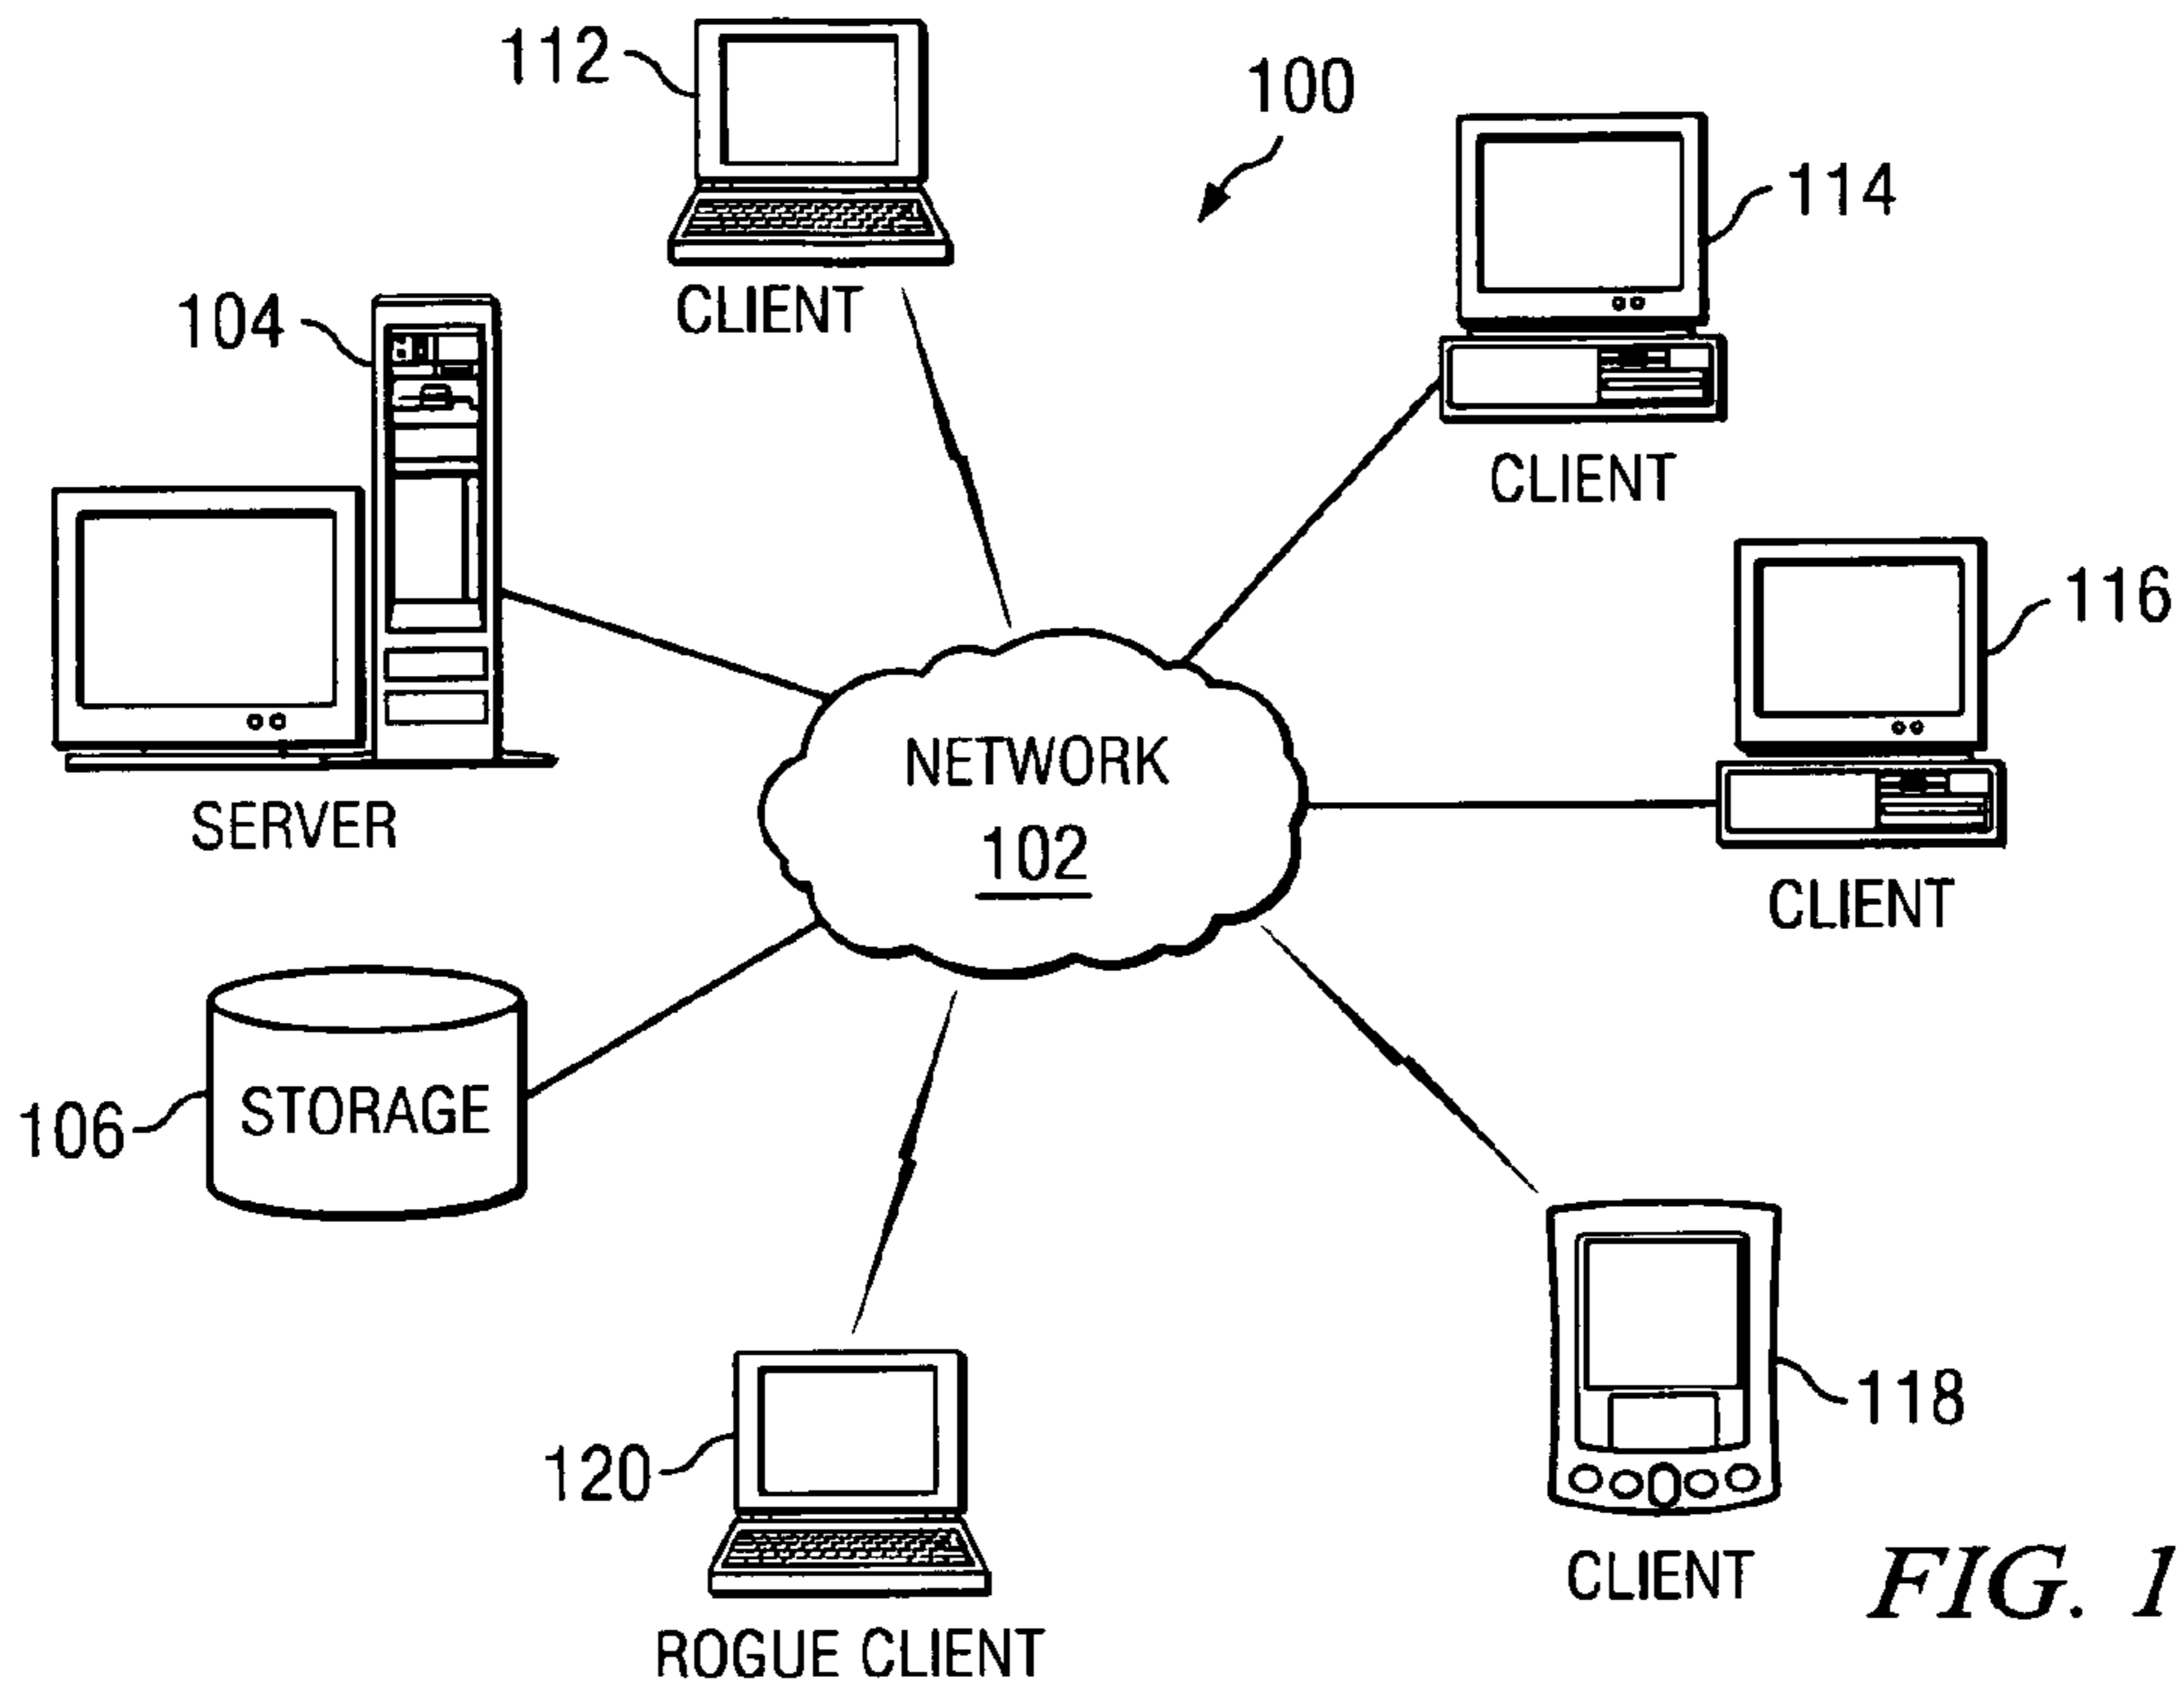 112
100
114
CLIENT
104
CLIENT
116
NETWORK
102
SERVER
CLIENT
106
STORAGE
118
120
CLIENT
FIG. 1
ROGUE CLIENT